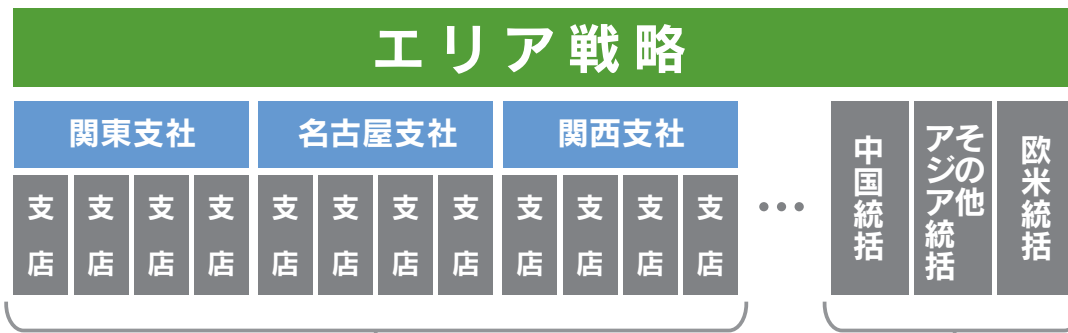 エリア戦略
関東支社
名古屋支社
関西支社
支店
支店
支店
支店
支店
支店
支店
支店
支店
支店
支店
支店
•••
中国統括
その他
アジア統括
欧米統括